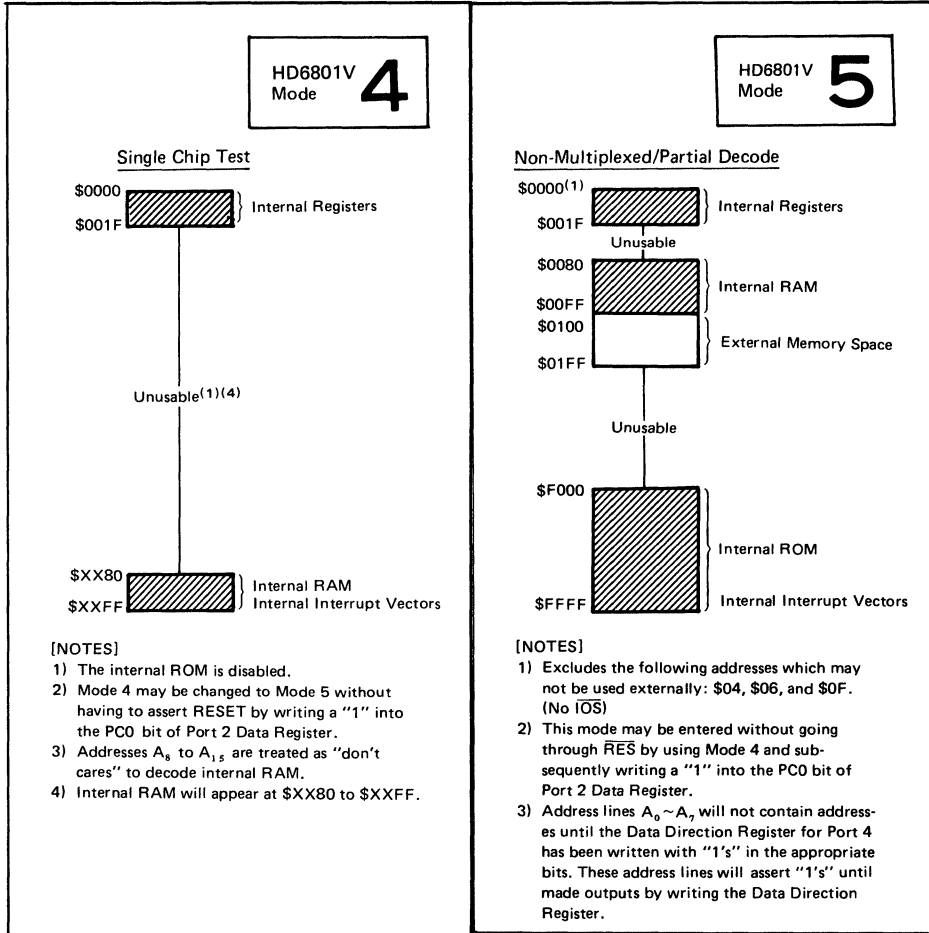 HD6801V
Mode 4
Single Chip Test
$0000
Internal Registers
$001F
Unusable(1)(4)
$XX80
Internal RAM
$XXFF
Internal Interrupt Vectors
[NOTES]
1) The internal ROM is disabled.
2) Mode 4 may be changed to Mode 5 without
having to assert RESET by writing a "1" into
the PC0 bit of Port 2 Data Register.
3) Addresses A₈ to A₁₅ are treated as "don't
cares" to decode internal RAM.
4) Internal RAM will appear at $XX80 to $XXFF.
HD6801V
Mode 5
Non-Multiplexed/Partial Decode
$0000(1)
Internal Registers
$001F
Unusable
$0080
Internal RAM
$00FF
$0100
External Memory Space
$01FF
Unusable
$F000
Internal ROM
$FFFF
Internal Interrupt Vectors
[NOTES]
1) Excludes the following addresses which may
not be used externally: $04, $06, and $0F.
(No I̅O̅S̅)
2) This mode may be entered without going
through R̅E̅S̅ by using Mode 4 and sub-
sequently writing a "1" into the PC0 bit of
Port 2 Data Register.
3) Address lines A₀~A₇ will not contain address-
es until the Data Direction Register for Port 4
has been written with "1's" in the appropriate
bits. These address lines will assert "1's" until
made outputs by writing the Data Direction
Register.